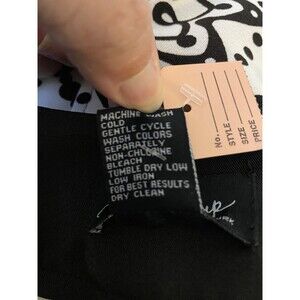 MACHINE WASH
COLD
GENTLE CYCLE
WASH COLORS
SEPARATELY
NON-CHLORINE
BLEACH
TUMBLE DRY LOW
LOW IRON
FOR BEST RESULTS
DRY CLEAN
No.
STYLE
SIZE
PRICE